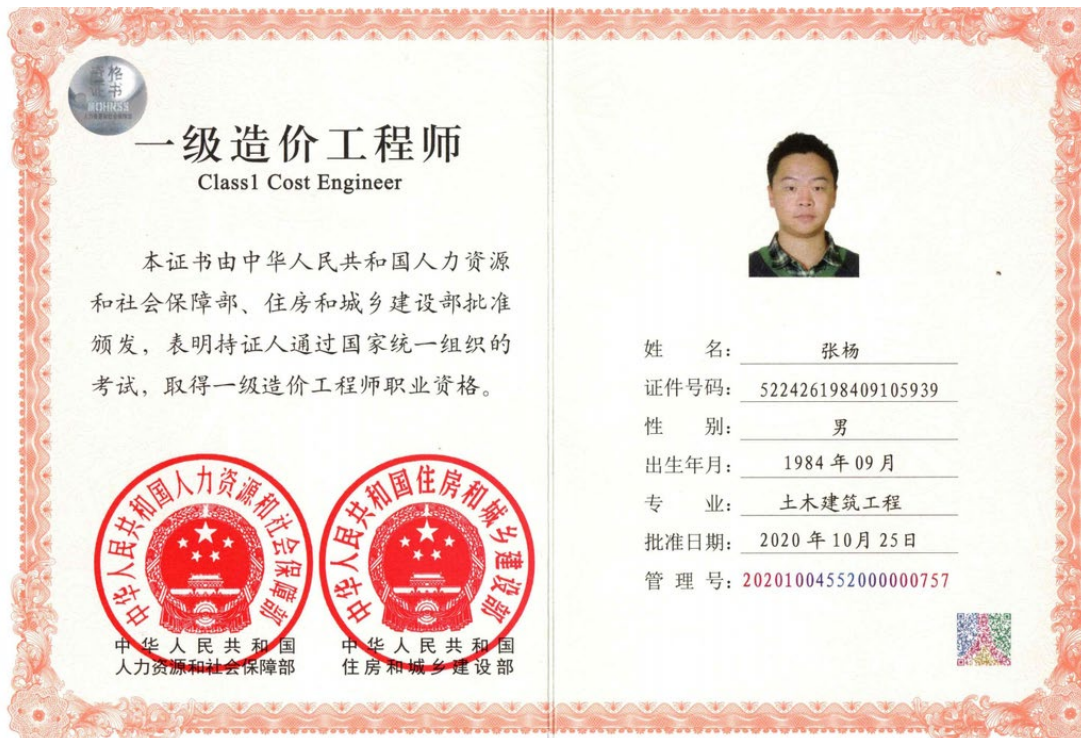 资格
证书
一级造价工程师
Class1 Cost Engineer
本证书由中华人民共和国人力资源
和社会保障部、住房和城乡建设部批准
颁发，表明持证人通过国家统一组织的
考试，取得一级造价工程师职业资格。
中华人民共和国人力资源和社会保障部
中华人民共和国住房和城乡建设部
中华人民共和国
人力资源和社会保障部
中华人民共和国
住房和城乡建设部
姓 名： 张杨
证件号码： 522426198409105939
性 别： 男
出生年月： 1984 年 09 月
专 业： 土木建筑工程
批准日期： 2020 年 10 月 25日
管 理 号： 20201004552000000757